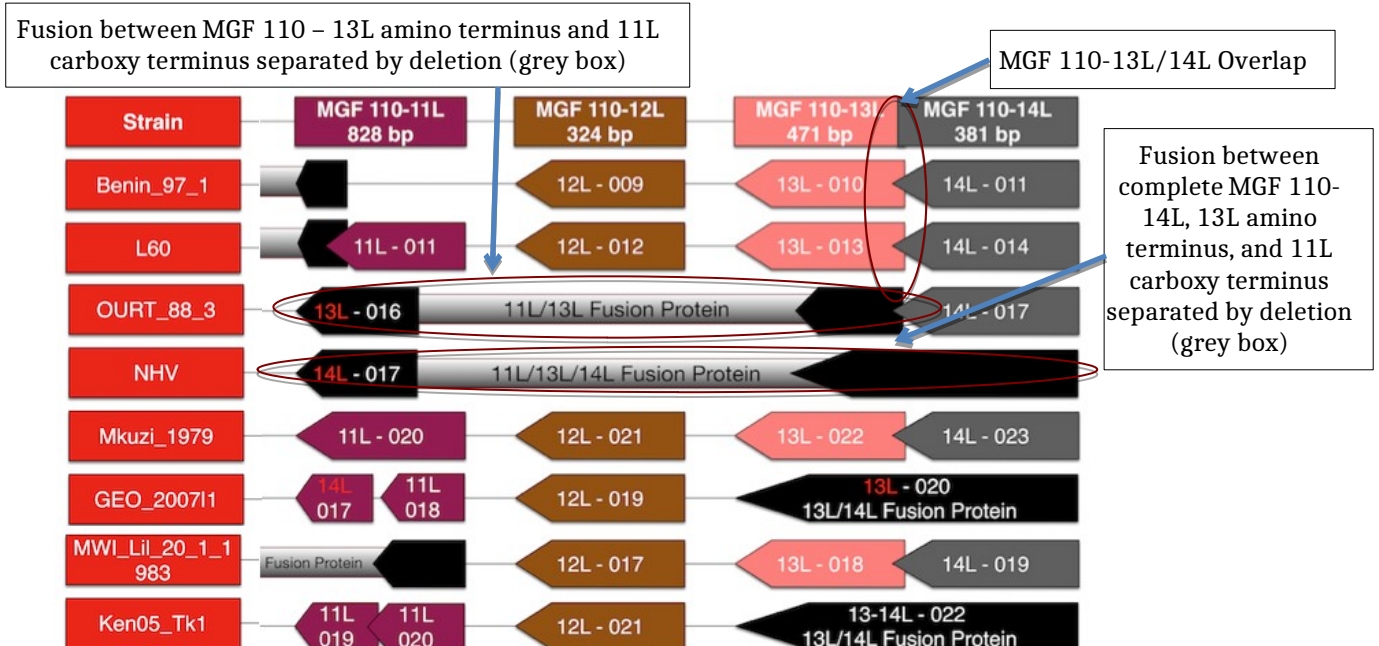 Fusion between MGF 110 – 13L amino terminus and 11L
carboxy terminus separated by deletion (grey box)
MGF 110-13L/14L Overlap
Fusion between
complete MGF 110-
14L, 13L amino
terminus, and 11L
carboxy terminus
separated by deletion
(grey box)
Strain
MGF 110-11L
828 bp
MGF 110-12L
324 bp
MGF 110-13L
471 bp
MGF 110-14L
381 bp
Benin_97_1
12L - 009
13L - 010
14L - 011
L60
11L - 011
12L - 012
13L - 013
14L - 014
OURT_88_3
13L - 016
11L/13L Fusion Protein
14L - 017
NHV
14L - 017
11L/13L/14L Fusion Protein
Mkuzi_1979
11L - 020
12L - 021
13L - 022
14L - 023
GEO_2007I1
14L
017
11L
018
12L - 019
13L - 020
13L/14L Fusion Protein
MWI_Lil_20_1_1
983
Fusion Protein
12L - 017
13L - 018
14L - 019
Ken05_Tk1
11L
019
11L
020
12L - 021
13-14L - 022
13L/14L Fusion Protein